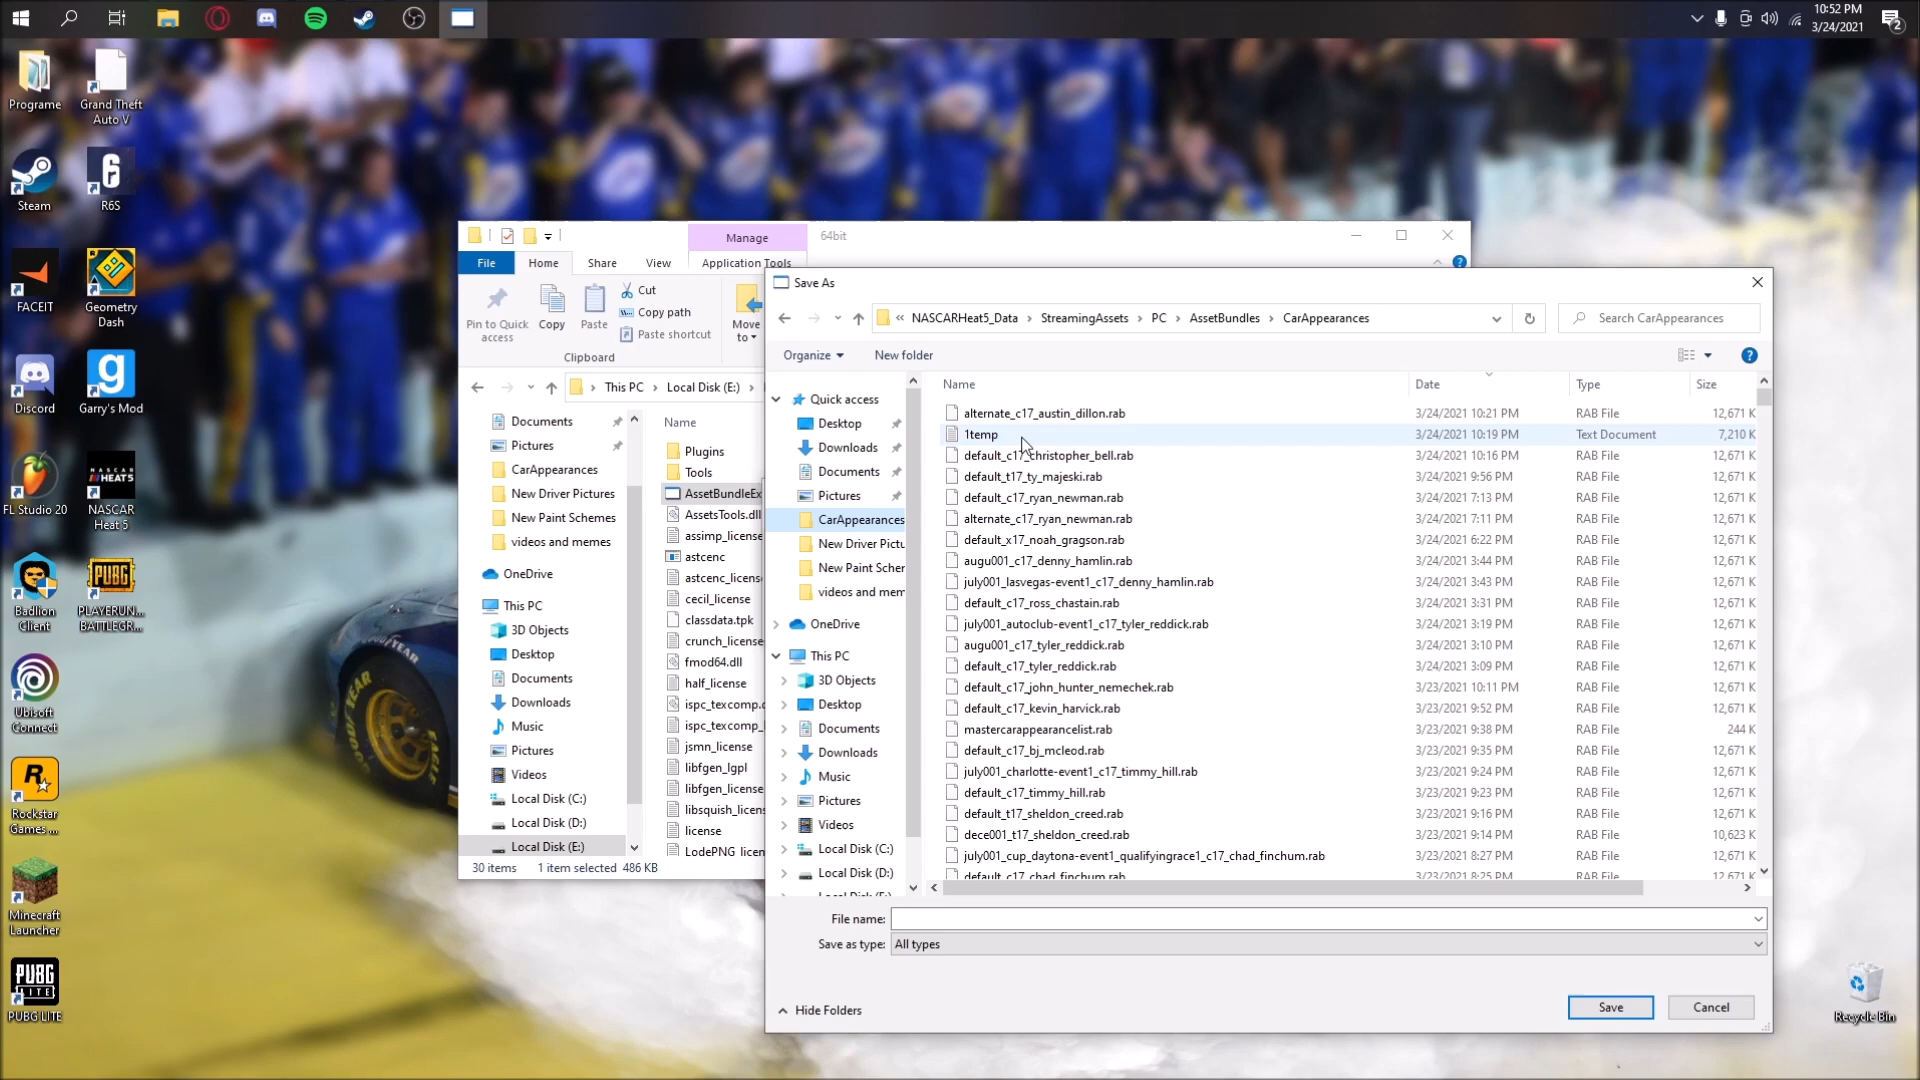 10:52 PM
3/24/2021
2
Programe
Grand Theft
Auto V
Steam
R6S
FACEIT
Geometry
Dash
Discord
Garry's Mod
FL Studio 20
NASCAR
Heat 5
Badlion
Client
PLAYERUN...
BATTLEGR...
Ubisoft
Connect
Rockstar
Games ...
Minecraft
Launcher
PUBG LITE
Recycle Bin
GOODYEAR
EAGLE
Manage
64bit
File
Home
Share
View
Application Tools
Pin to Quick
access
Copy
Paste
Cut
Copy path
Paste shortcut
Move
to
Clipboard
This PC
Local Disk (E:)
Documents
Pictures
CarAppearances
New Driver Pictures
New Paint Schemes
videos and memes
OneDrive
This PC
3D Objects
Desktop
Documents
Downloads
Music
Pictures
Videos
Local Disk (C:)
Local Disk (D:)
Local Disk (E:)
Name
Plugins
Tools
AssetBundleEx
AssetsTools.dll
assimp_license
astcenc
astcenc_license
cecil_license
classdata.tpk
crunch_license
fmod64.dll
half_license
ispc_texcomp.d
ispc_texcomp_l
jsmn_license
libfgen_lgpl
libfgen_license
libsquish_licens
license
LodePNG_licen
30 items
1 item selected 486 KB
Save As
« NASCARHeat5_Data › StreamingAssets › PC › AssetBundles › CarAppearances
Search CarAppearances
Organize
New folder
Quick access
Desktop
Downloads
Documents
Pictures
CarAppearances
New Driver Pictu
New Paint Scher
videos and mem
OneDrive
This PC
3D Objects
Desktop
Documents
Downloads
Music
Pictures
Videos
Local Disk (C:)
Local Disk (D:)
Name Date Type Size
alternate_c17_austin_dillon.rab 3/24/2021 10:21 PM RAB File 12,671 K
1temp 3/24/2021 10:19 PM Text Document 7,210 K
default_c17_christopher_bell.rab 3/24/2021 10:16 PM RAB File 12,671 K
default_t17_ty_majeski.rab 3/24/2021 9:56 PM RAB File 12,671 K
default_c17_ryan_newman.rab 3/24/2021 7:13 PM RAB File 12,671 K
alternate_c17_ryan_newman.rab 3/24/2021 7:11 PM RAB File 12,671 K
default_x17_noah_gragson.rab 3/24/2021 6:22 PM RAB File 12,671 K
augu001_c17_denny_hamlin.rab 3/24/2021 3:44 PM RAB File 12,671 K
july001_lasvegas-event1_c17_denny_hamlin.rab 3/24/2021 3:43 PM RAB File 12,671 K
default_c17_ross_chastain.rab 3/24/2021 3:31 PM RAB File 12,671 K
july001_autoclub-event1_c17_tyler_reddick.rab 3/24/2021 3:19 PM RAB File 12,671 K
augu001_c17_tyler_reddick.rab 3/24/2021 3:10 PM RAB File 12,671 K
default_c17_tyler_reddick.rab 3/24/2021 3:09 PM RAB File 12,671 K
default_c17_john_hunter_nemechek.rab 3/23/2021 10:11 PM RAB File 12,671 K
default_c17_kevin_harvick.rab 3/23/2021 9:52 PM RAB File 12,671 K
mastercarappearancelist.rab 3/23/2021 9:38 PM RAB File 244 K
default_c17_bj_mcleod.rab 3/23/2021 9:35 PM RAB File 12,671 K
july001_charlotte-event1_c17_timmy_hill.rab 3/23/2021 9:24 PM RAB File 12,671 K
default_c17_timmy_hill.rab 3/23/2021 9:23 PM RAB File 12,671 K
default_t17_sheldon_creed.rab 3/23/2021 9:16 PM RAB File 12,671 K
dece001_t17_sheldon_creed.rab 3/23/2021 9:14 PM RAB File 10,623 K
july001_cup_daytona-event1_qualifyingrace1_c17_chad_finchum.rab 3/23/2021 8:27 PM RAB File 12,671 K
default_c17_chad_finchum.rab 3/23/2021 8:25 PM RAB File 12,671 K
File name:
Save as type: All types
Hide Folders
Save
Cancel